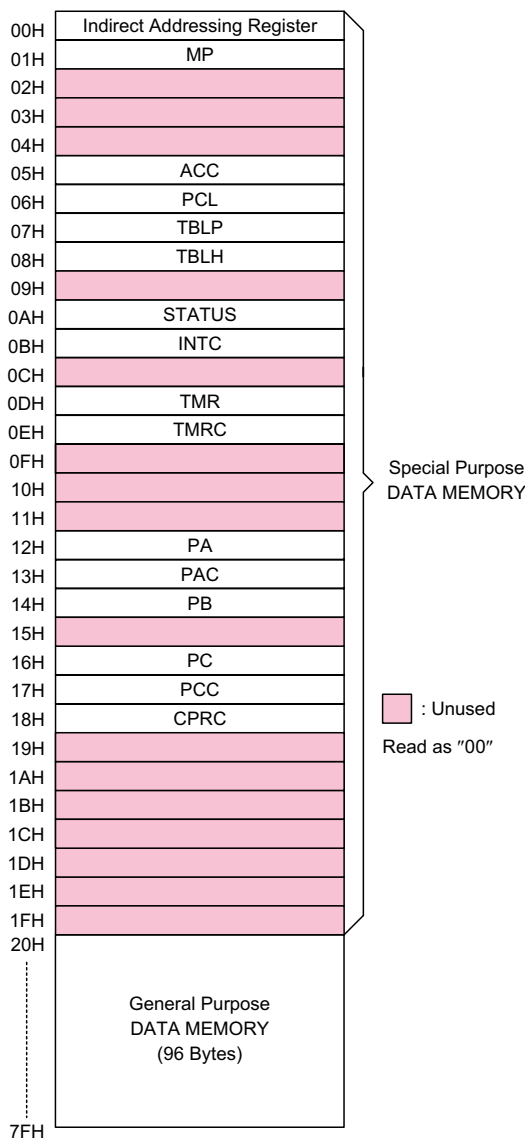 00H Indirect Addressing Register
01H MP
02H
03H
04H
05H ACC
06H PCL
07H TBLP
08H TBLH
09H
0AH STATUS
0BH INTC
0CH
0DH TMR
0EH TMRC
0FH
10H
11H
12H PA
13H PAC
14H PB
15H
16H PC
17H PCC
18H CPRC
19H
1AH
1BH
1CH
1DH
1EH
1FH
20H
General Purpose
DATA MEMORY
(96 Bytes)
7FH
Special Purpose
DATA MEMORY
: Unused
Read as "00"